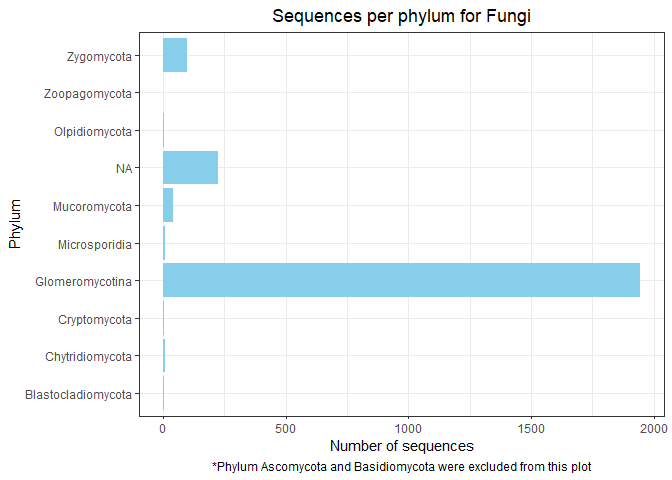 Sequences per phylum for Fungi
Phylum
Zygomycota
Zoopagomycota
Olpidiomycota
NA
Mucoromycota
Microsporidia
Glomeromycotina
Cryptomycota
Chytridiomycota
Blastocladiomycota
0 500 1000 1500 2000
Number of sequences
*Phylum Ascomycota and Basidiomycota were excluded from this plot